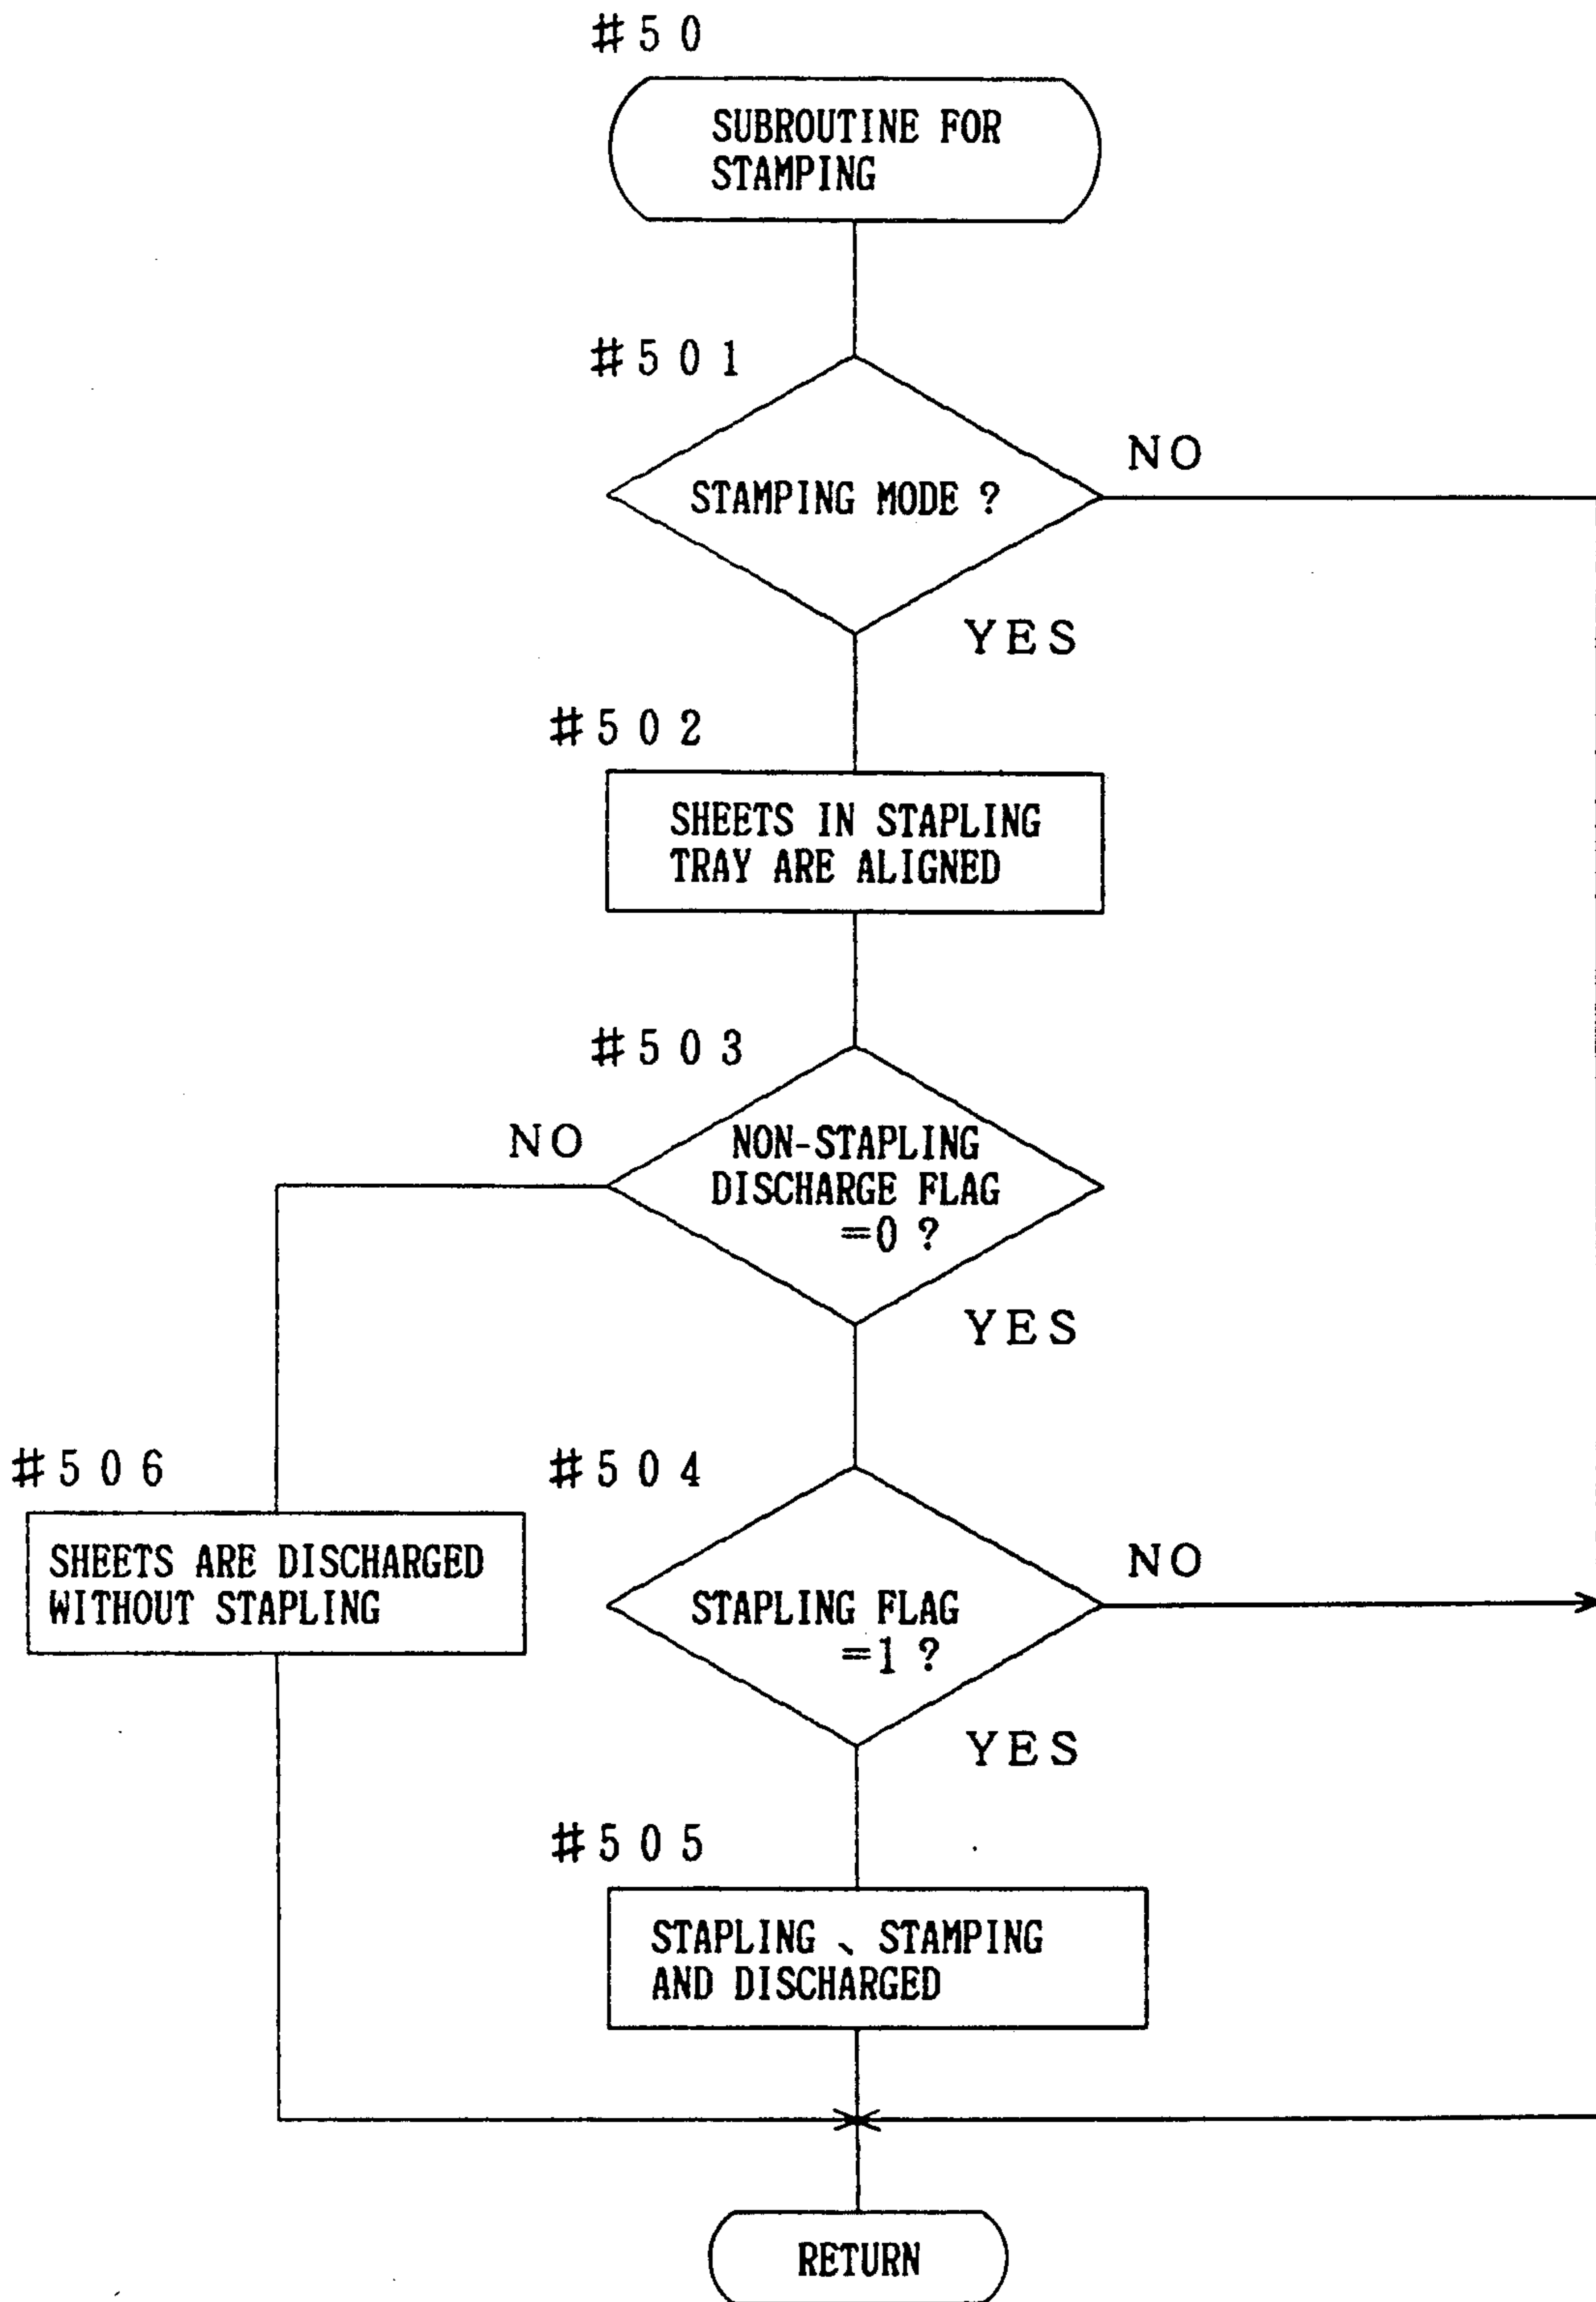 #50
SUBROUTINE FOR
STAMPING
#501
STAMPING MODE ?
NO
YES
#502
SHEETS IN STAPLING
TRAY ARE ALIGNED
#503
NO
NON-STAPLING
DISCHARGE FLAG
=0 ?
YES
#506
SHEETS ARE DISCHARGED
WITHOUT STAPLING
#504
STAPLING FLAG
=1 ?
NO
YES
#505
STAPLING 、 STAMPING
AND DISCHARGED
RETURN